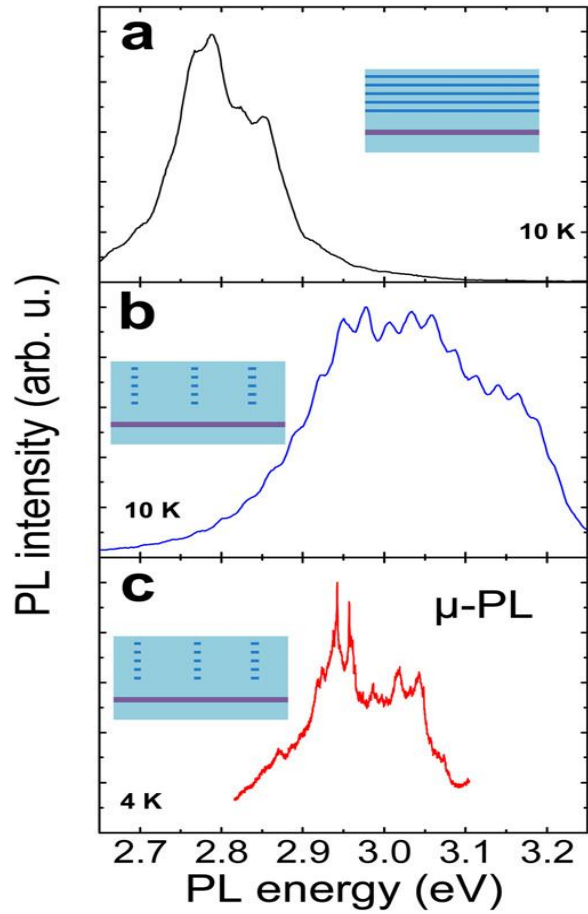 PL intensity (arb. u.)
a
10 K
b
10 K
c
μ-PL
4 K
2.7 2.8 2.9 3.0 3.1 3.2
PL energy (eV)